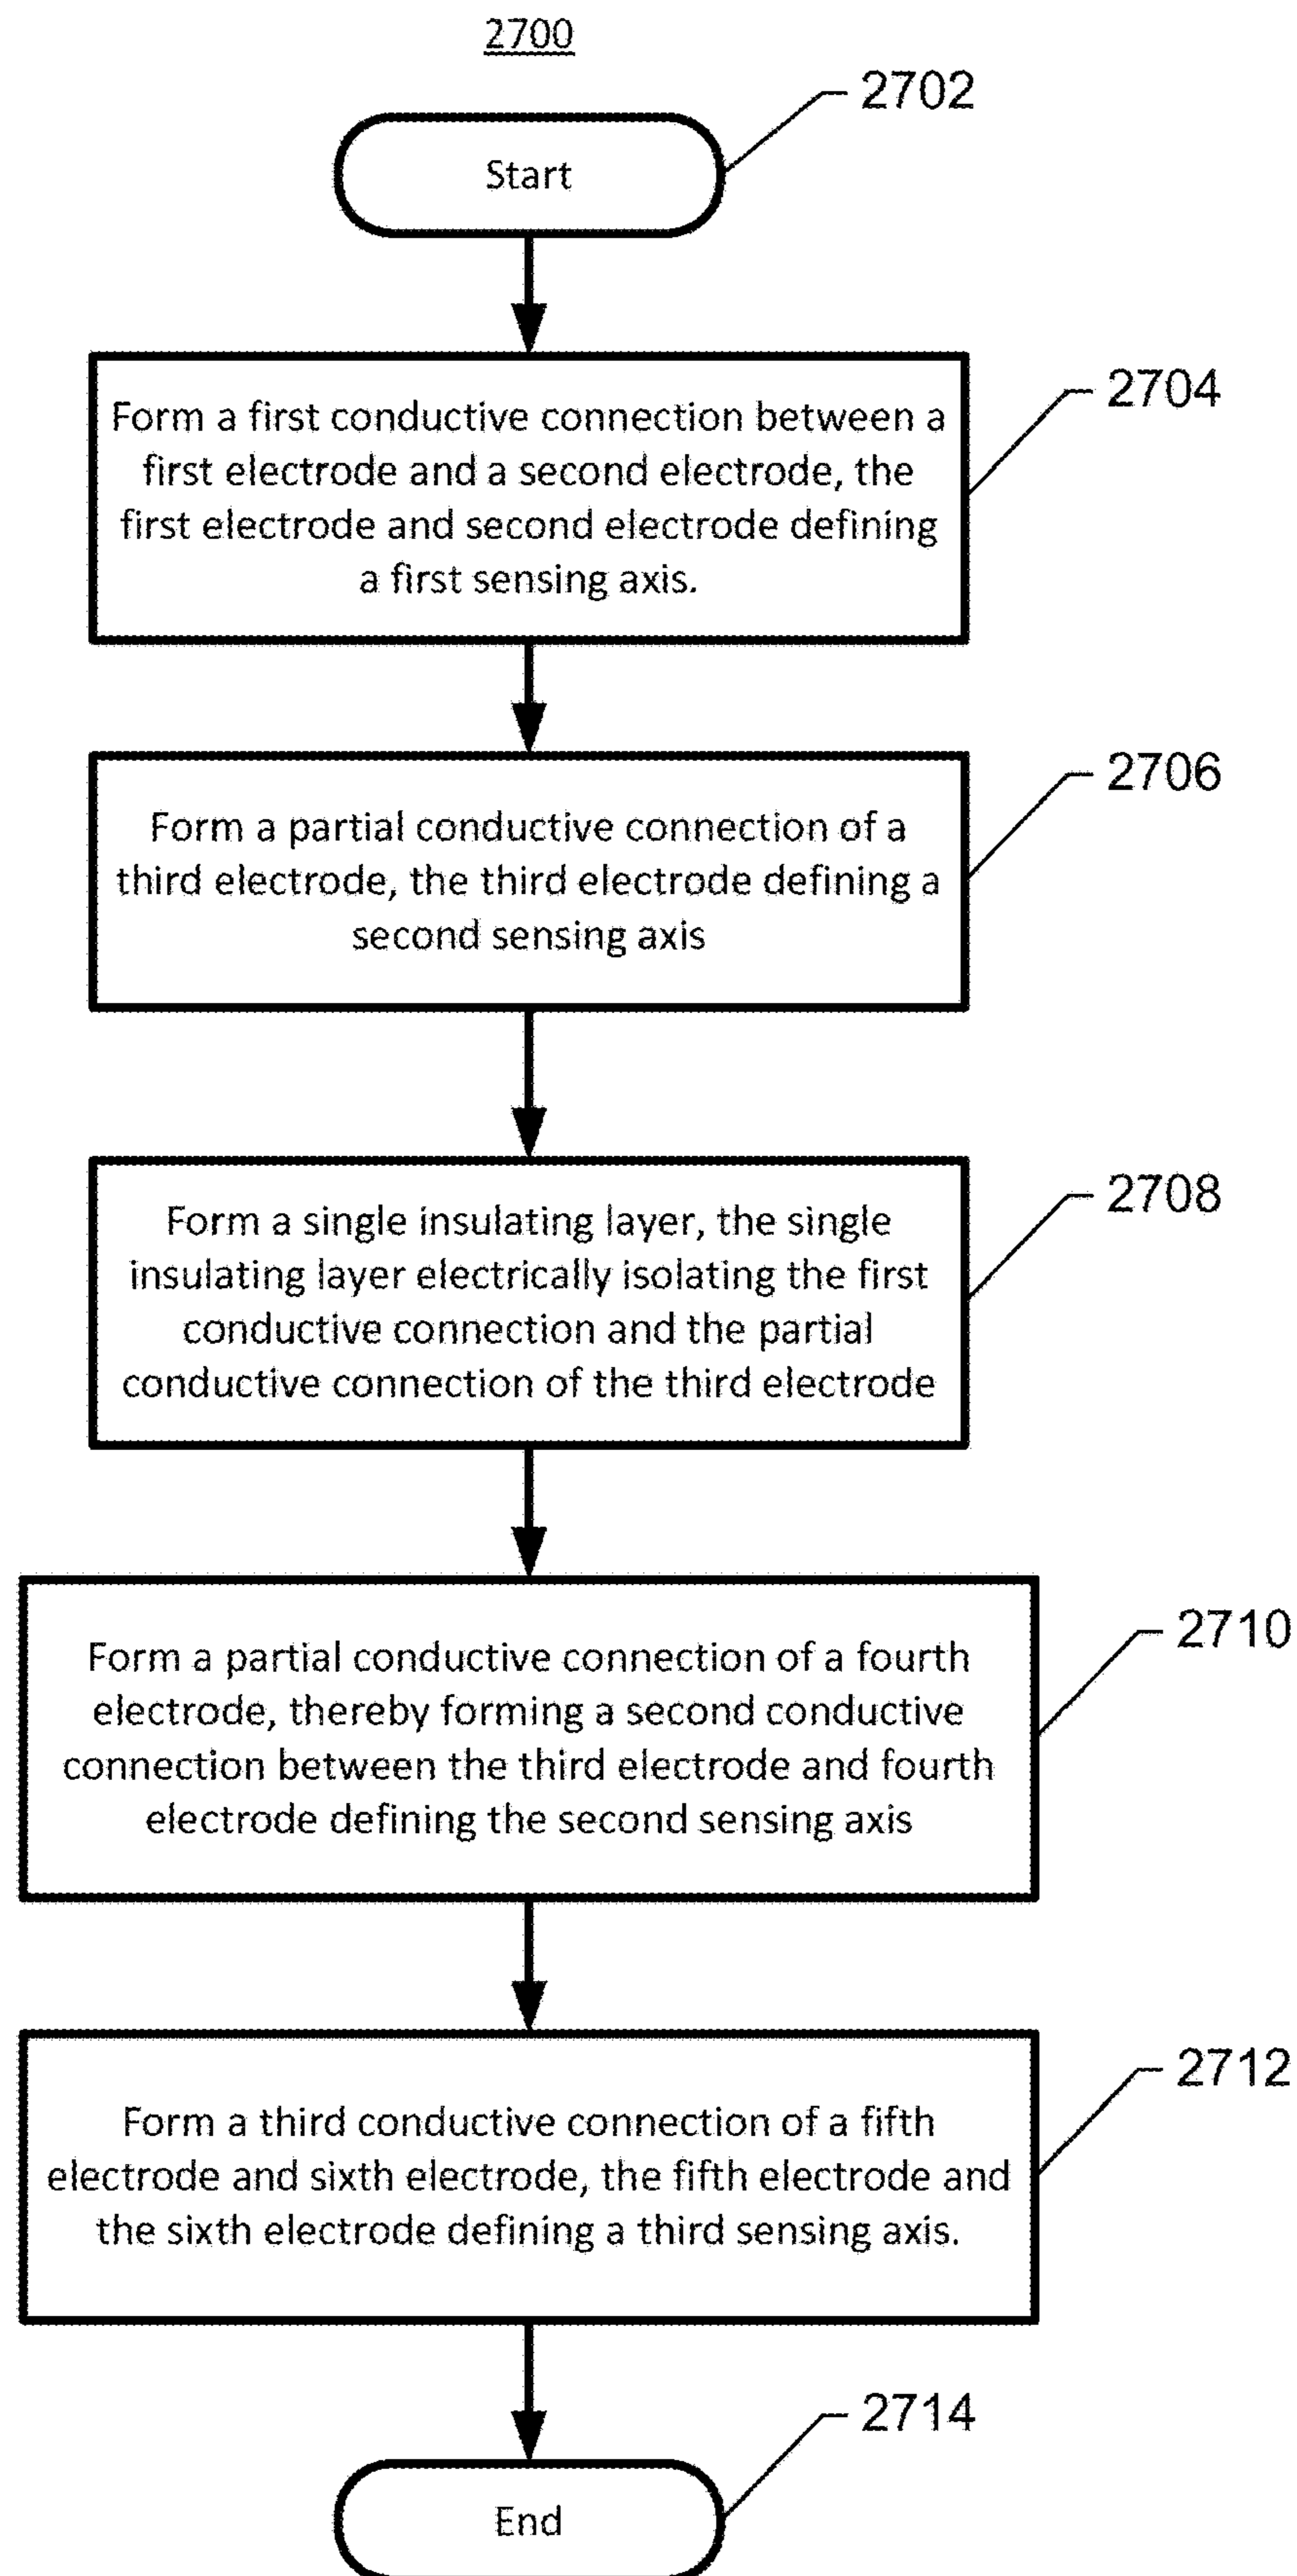 2700
2702
Start
2704
Form a first conductive connection between a
first electrode and a second electrode, the
first electrode and second electrode defining
a first sensing axis.
2706
Form a partial conductive connection of a
third electrode, the third electrode defining a
second sensing axis
2708
Form a single insulating layer, the single
insulating layer electrically isolating the first
conductive connection and the partial
conductive connection of the third electrode
2710
Form a partial conductive connection of a fourth
electrode, thereby forming a second conductive
connection between the third electrode and fourth
electrode defining the second sensing axis
2712
Form a third conductive connection of a fifth
electrode and sixth electrode, the fifth electrode and
the sixth electrode defining a third sensing axis.
2714
End